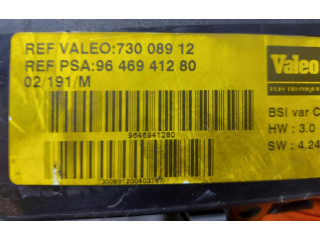 REF VALEO:730 089 12
REF PSA:96 469 412 80
02/191/M
Valeo
9646941280
BSI var C
HW : 3.0
SW : 4.24